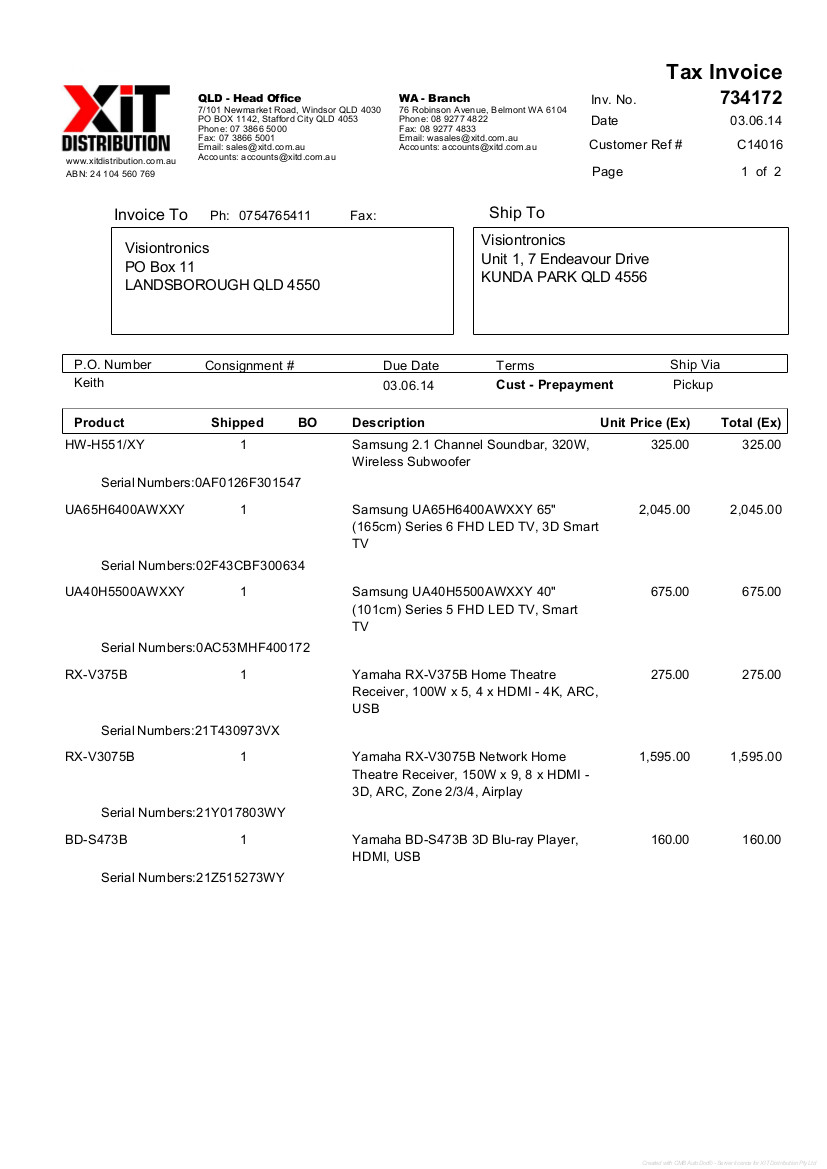 Tax Invoice
XiT
DISTRIBUTION
www.xitdistribution.com.au
ABN: 24 104 560 769
QLD - Head Office
7/101 Newmarket Road, Windsor QLD 4030
PO BOX 1142, Stafford City QLD 4053
Phone: 07 3866 5000
Fax: 07 3866 5001
Email: sales@xitd.com.au
Accounts: accounts@xitd.com.au
WA - Branch
76 Robinson Avenue, Belmont WA 6104
Phone: 08 9277 4822
Fax: 08 9277 4833
Email: wasales@xitd.com.au
Accounts: accounts@xitd.com.au
Inv. No. 734172
Date 03.06.14
Customer Ref # C14016
Page 1 of 2
Invoice To Ph: 0754765411 Fax:
Visiontronics
PO Box 11
LANDSBOROUGH QLD 4550
Ship To
Visiontronics
Unit 1, 7 Endeavour Drive
KUNDA PARK QLD 4556
P.O. Number Consignment # Due Date Terms Ship Via
Keith 03.06.14 Cust - Prepayment Pickup
Product Shipped BO Description Unit Price (Ex) Total (Ex)
HW-H551/XY 1 Samsung 2.1 Channel Soundbar, 320W, 325.00 325.00
Wireless Subwoofer
Serial Numbers:0AF0126F301547
UA65H6400AWXXY 1 Samsung UA65H6400AWXXY 65" 2,045.00 2,045.00
(165cm) Series 6 FHD LED TV, 3D Smart
TV
Serial Numbers:02F43CBF300634
UA40H5500AWXXY 1 Samsung UA40H5500AWXXY 40" 675.00 675.00
(101cm) Series 5 FHD LED TV, Smart
TV
Serial Numbers:0AC53MHF400172
RX-V375B 1 Yamaha RX-V375B Home Theatre 275.00 275.00
Receiver, 100W x 5, 4 x HDMI - 4K, ARC,
USB
Serial Numbers:21T430973VX
RX-V3075B 1 Yamaha RX-V3075B Network Home 1,595.00 1,595.00
Theatre Receiver, 150W x 9, 8 x HDMI -
3D, ARC, Zone 2/3/4, Airplay
Serial Numbers:21Y017803WY
BD-S473B 1 Yamaha BD-S473B 3D Blu-ray Player, 160.00 160.00
HDMI, USB
Serial Numbers:21Z515273WY